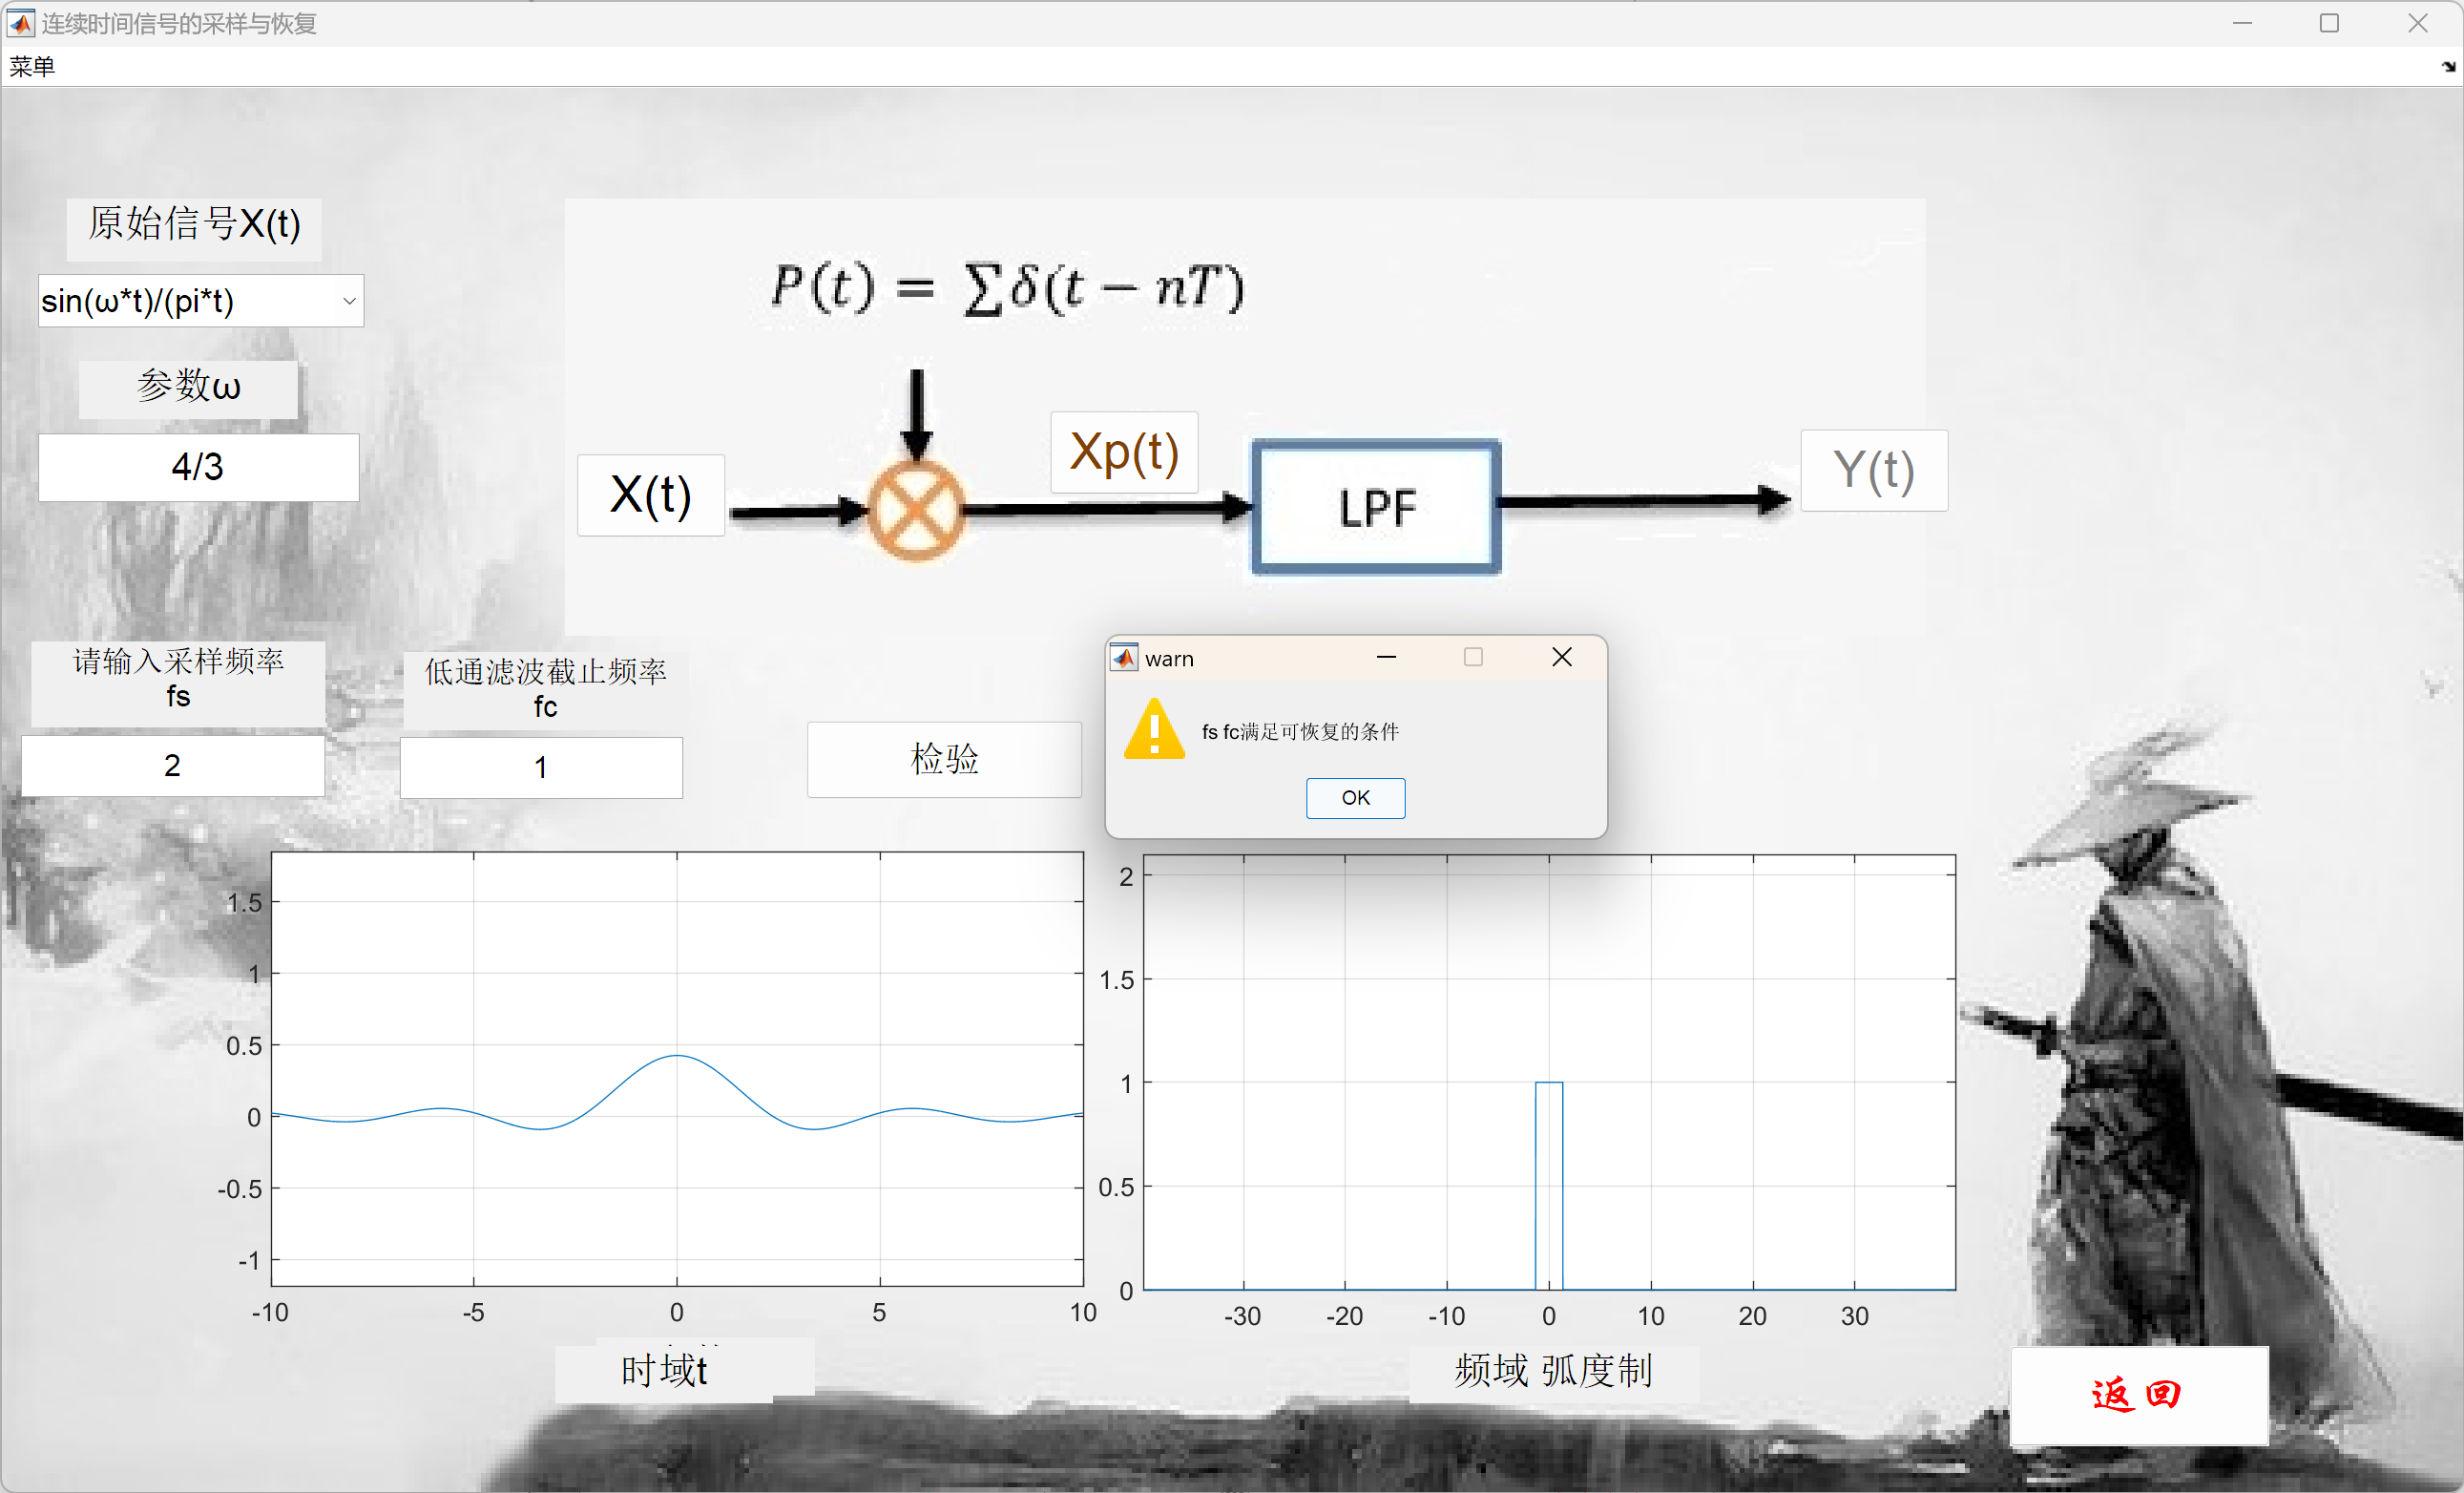 连续时间信号的采样与恢复
菜单
原始信号X(t)
sin(ω*t)/(pi*t)
参数ω
4/3
P(t) = ∑δ(t − nT)
X(t)
Xp(t)
LPF
Y(t)
请输入采样频率
fs
2
低通滤波截止频率
fc
1
检验
warn
fs fc满足可恢复的条件
OK
1.5
1
0.5
0
-0.5
-1
-10 -5 0 5 10
时域t
2
1.5
1
0.5
0
-30 -20 -10 0 10 20 30
频域 弧度制
返回